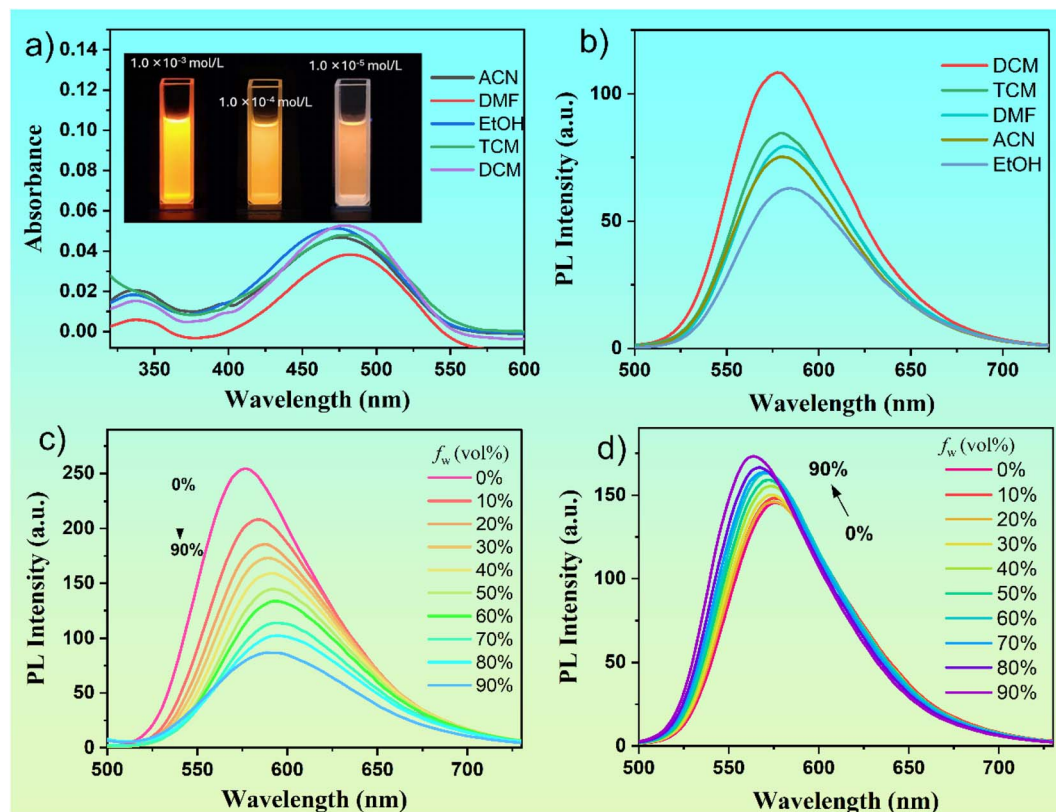 a)
0.14
0.12
0.10
0.08
0.06
0.04
0.02
0.00
Absorbance
1.0 ×10⁻³ mol/L
1.0 ×10⁻⁴ mol/L
1.0 ×10⁻⁵ mol/L
ACN
DMF
EtOH
TCM
DCM
350
400
450
500
550
600
Wavelength (nm)
b)
100
50
0
PL Intensity (a.u.)
DCM
TCM
DMF
ACN
EtOH
500
550
600
650
700
Wavelength (nm)
c)
250
200
150
100
50
0
PL Intensity (a.u.)
0%
90%
fw (vol%)
0%
10%
20%
30%
40%
50%
60%
70%
80%
90%
500
550
600
650
700
Wavelength (nm)
d)
150
100
50
0
PL Intensity (a.u.)
90%
0%
fw (vol%)
0%
10%
20%
30%
40%
50%
60%
70%
80%
90%
500
550
600
650
700
Wavelength (nm)